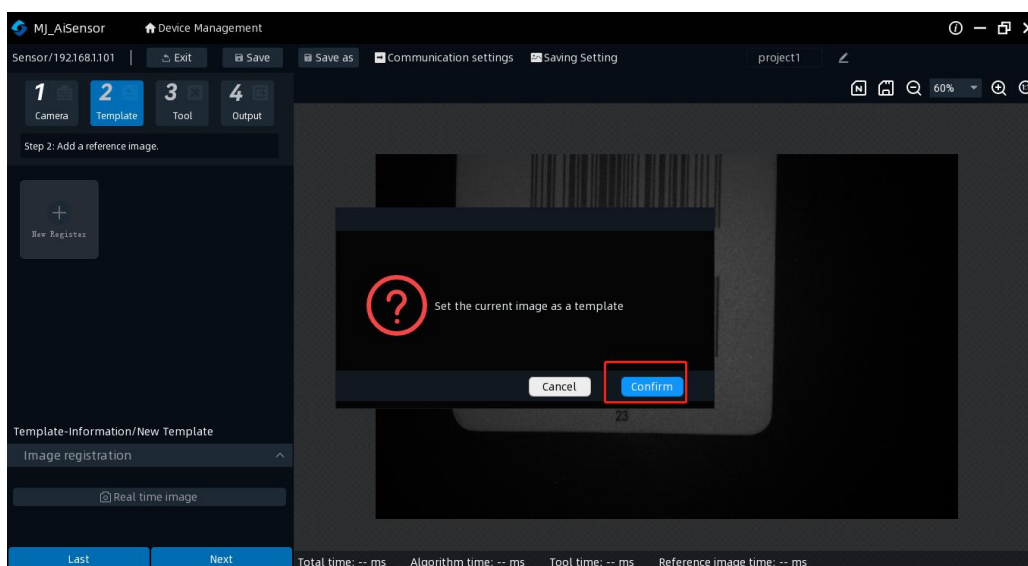 MJ_AiSensor Device Management
Sensor/192.168.1.101 Exit Save Save as Communication settings Saving Setting project1
1 2 3 4
Camera Template Tool Output
60%
Step 2: Add a reference image.
New Register
Set the current image as a template
Cancel Confirm
23
Template-Information/New Template
Image registration
Real time image
Last Next
Total time: -- ms Algorithm time: -- ms Tool time: -- ms Reference image time: -- ms